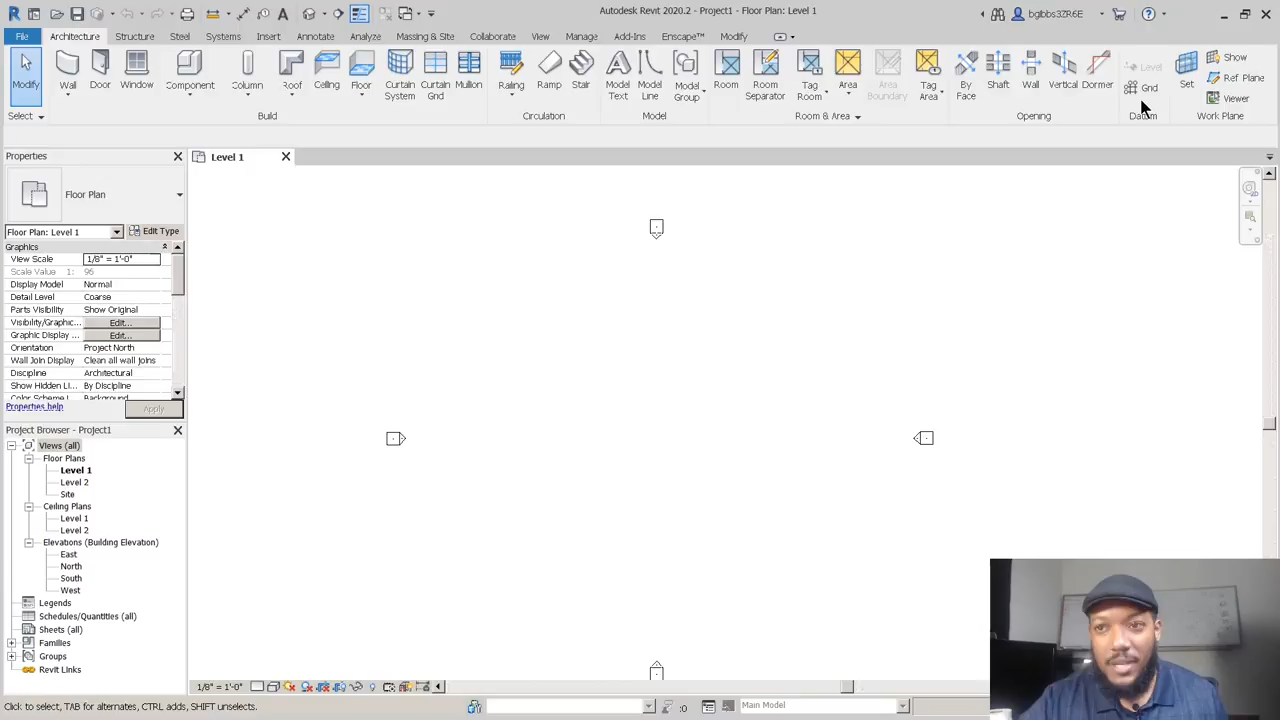 Autodesk Revit 2020.2 - Project1 - Floor Plan: Level 1
bgibbs3ZR6E
File Architecture Structure Steel Systems Insert Annotate Analyze Massing & Site Collaborate View Manage Add-Ins Enscape™ Modify
Modify Wall Door Window Component Column Roof Ceiling Floor Curtain System Curtain Grid Mullion Railing Ramp Stair Model Text Model Line Model Group Room Room Separator Tag Room Area Area Boundary Tag Area By Face Shaft Wall Vertical Dormer Level Grid Set Show Ref Plane Viewer
Select Build Circulation Model Room & Area Opening Datum Work Plane
Properties
Level 1
Floor Plan
Floor Plan: Level 1 Edit Type
Graphics
View Scale 1/8" = 1'-0"
Scale Value 1: 96
Display Model Normal
Detail Level Coarse
Parts Visibility Show Original
Visibility/Graphic... Edit...
Graphic Display ... Edit...
Orientation Project North
Wall Join Display Clean all wall joins
Discipline Architectural
Show Hidden Li... By Discipline
Color Scheme L... Background
Properties help Apply
Project Browser - Project1
Views (all)
Floor Plans
Level 1
Level 2
Site
Ceiling Plans
Level 1
Level 2
Elevations (Building Elevation)
East
North
South
West
Legends
Schedules/Quantities (all)
Sheets (all)
Families
Groups
Revit Links
1/8" = 1'-0"
Click to select, TAB for alternates, CTRL adds, SHIFT unselects. :0 Main Model